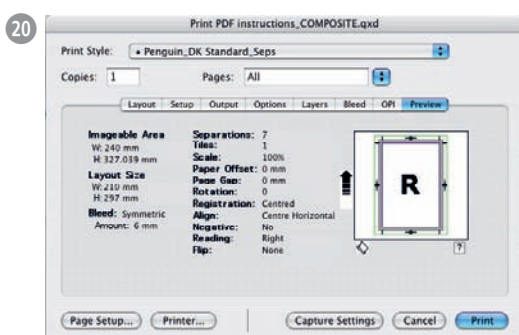 20
Print PDF instructions_COMPOSITE.qxd
Print Style: • Penguin_DK Standard_Seps
Copies: 1 Pages: All
Layout Setup Output Options Layers Bleed OPI Preview
Imageable Area
W: 240 mm
H: 327.039 mm
Layout Size
W: 210 mm
H: 297 mm
Bleed: Symmetric
Amount: 6 mm
Separations: 7
Tiles: 1
Scale: 100%
Paper Offset: 0 mm
Page Gap: 0 mm
Rotation: 0
Registration: Centred
Align: Centre Horizontal
Negative: No
Reading: Right
Flip: None
R
?
Page Setup... Printer... Capture Settings Cancel Print